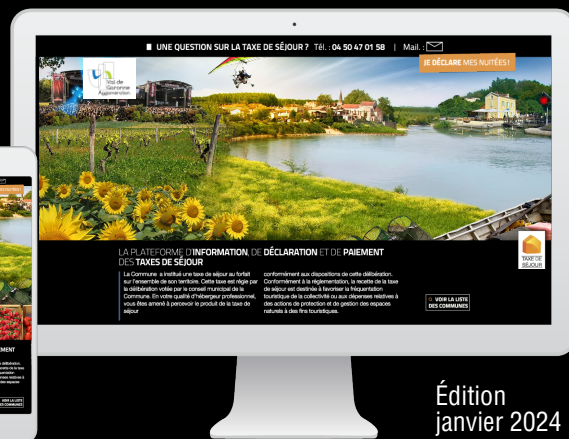 UNE QUESTION SUR LA TAXE DE SÉJOUR ? Tél. : 04 50 47 01 58 | Mail. :
JE DÉCLARE MES NUITÉES !
Val de
Garonne
Agglomération
LA PLATEFORME D'INFORMATION, DE DÉCLARATION ET DE PAIEMENT
DES TAXES DE SÉJOUR
La Commune a institué une taxe de séjour au forfait
sur l'ensemble de son territoire. Cette taxe est régie par
la délibération votée par le conseil municipal de la
Commune. En votre qualité d'hébergeur professionnel,
vous êtes amené à percevoir le produit de la taxe de
séjour
conformément aux dispositions de cette délibération.
Conformément à la réglementation, la recette de la taxe
de séjour est destinée à favoriser la fréquentation
touristique de la collectivité ou aux dépenses relatives à
des actions de protection et de gestion des espaces
naturels à des fins touristiques.
TAXE DE
SÉJOUR
VOIR LA LISTE
DES COMMUNES
VOIR LA LISTE
DES COMMUNES
Édition
janvier 2024